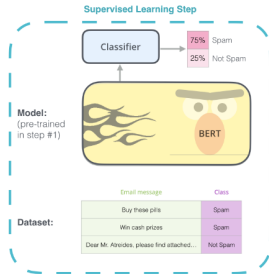 Supervised Learning Step
75% Spam
Classifier
25% Not Spam
Model:
(pre-trained
in step #1)
BERT
Email message Class
Buy these pills Spam
Win cash prizes Spam
Dataset:
Dear Mr. Atreides, please find attached… Not Spam